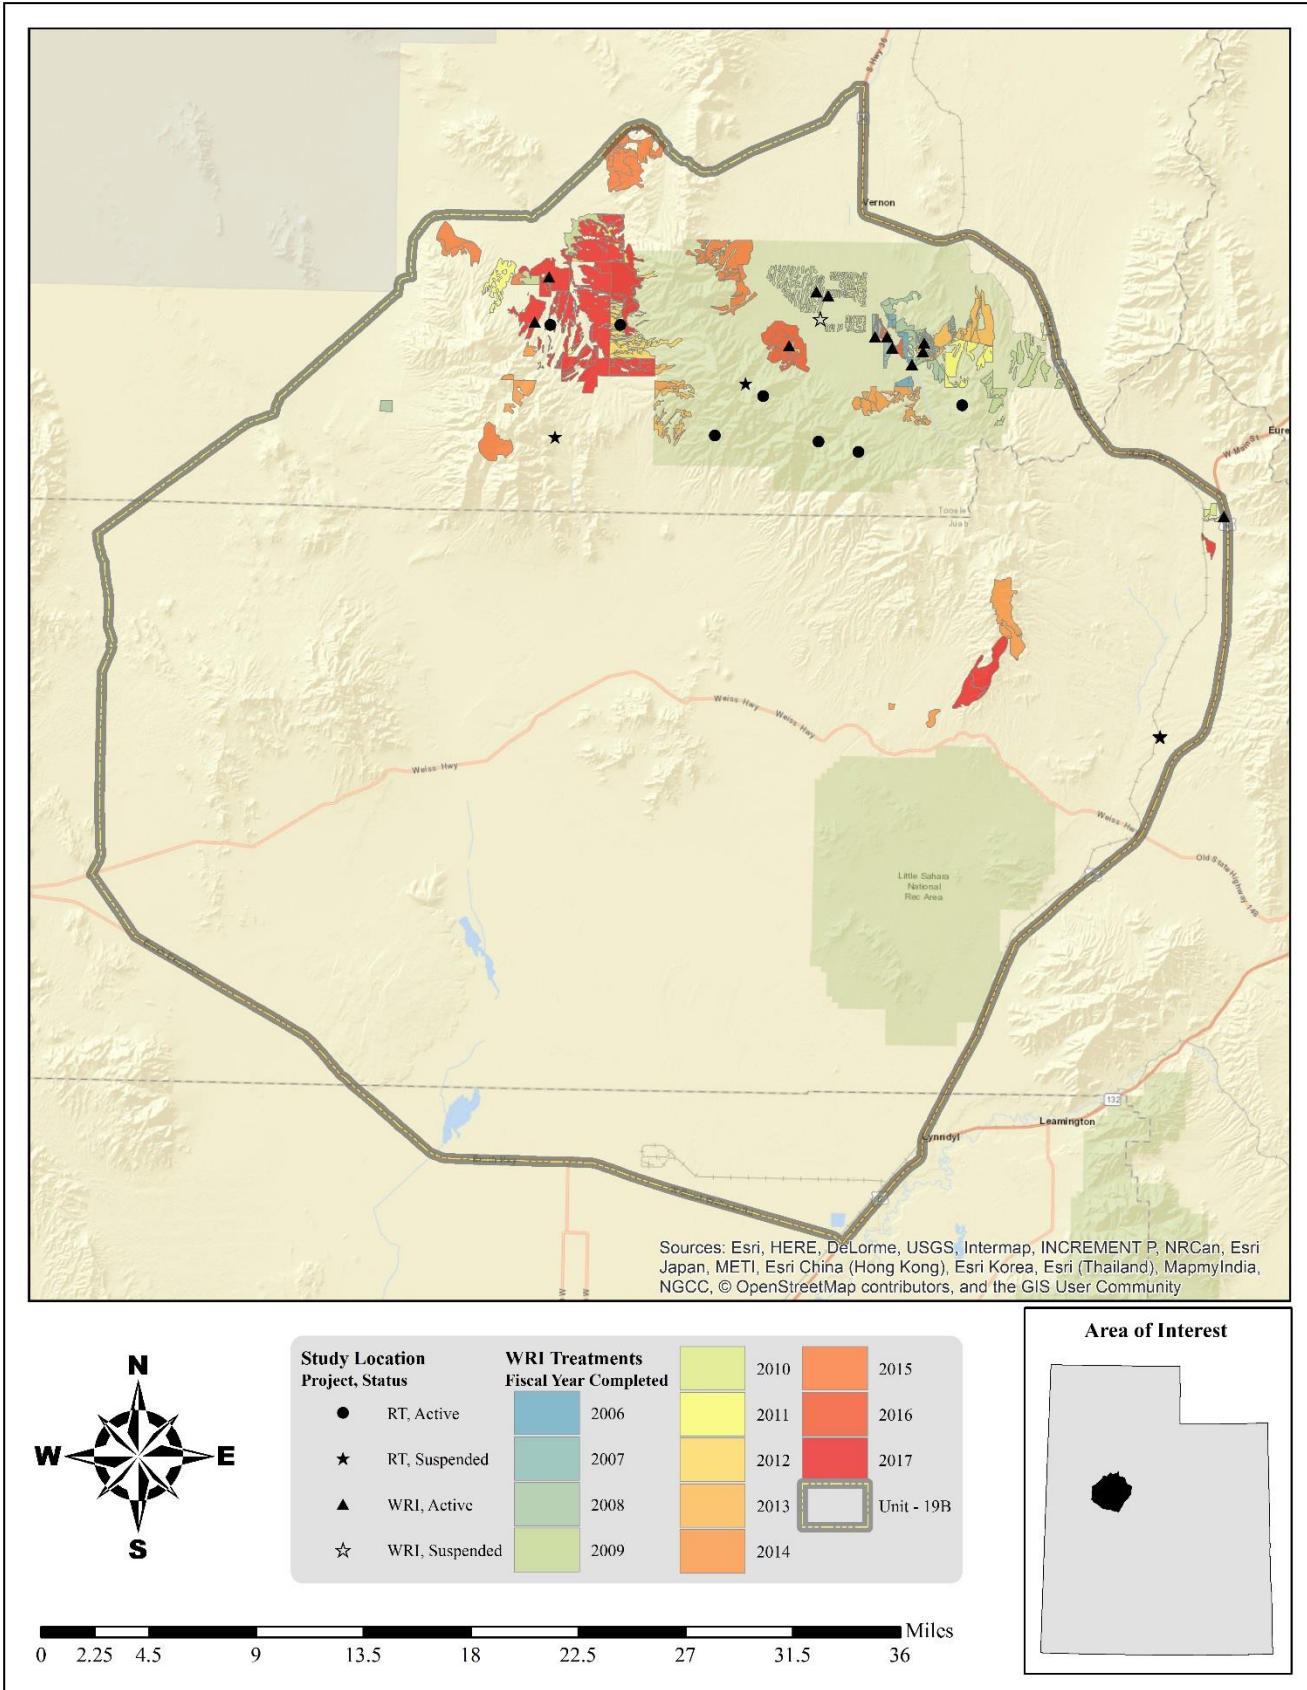 S Hwy 36
Vernon
Eure
W Main St
Tooele
Juab
Weiss Hwy
Weiss Hwy
Weiss Hwy
Weiss Hwy
Old State Highway 148
Little Sahara
National
Rec Area
132
Leamington
Lynndyl
Sources: Esri, HERE, DeLorme, USGS, Intermap, INCREMENT P, NRCan, Esri
Japan, METI, Esri China (Hong Kong), Esri Korea, Esri (Thailand), MapmyIndia,
NGCC, © OpenStreetMap contributors, and the GIS User Community
N
W
E
S
Study Location
Project, Status
RT, Active
RT, Suspended
WRI, Active
WRI, Suspended
WRI Treatments
Fiscal Year Completed
2006
2007
2008
2009
2010
2011
2012
2013
2014
2015
2016
2017
Unit - 19B
Area of Interest
Miles
0 2.25 4.5 9 13.5 18 22.5 27 31.5 36